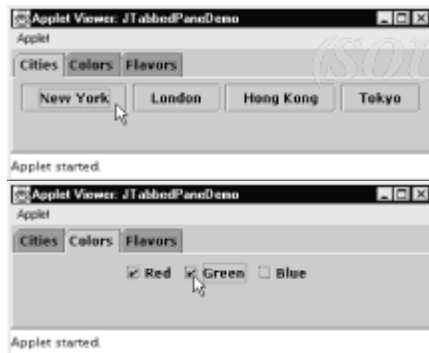 Applet Viewer: JTabbedPaneDemo
Applet
Cities Colors Flavors
New York London Hong Kong Tokyo
Applet started.
Applet Viewer: JTabbedPaneDemo
Applet
Cities Colors Flavors
Red Green Blue
Applet started.